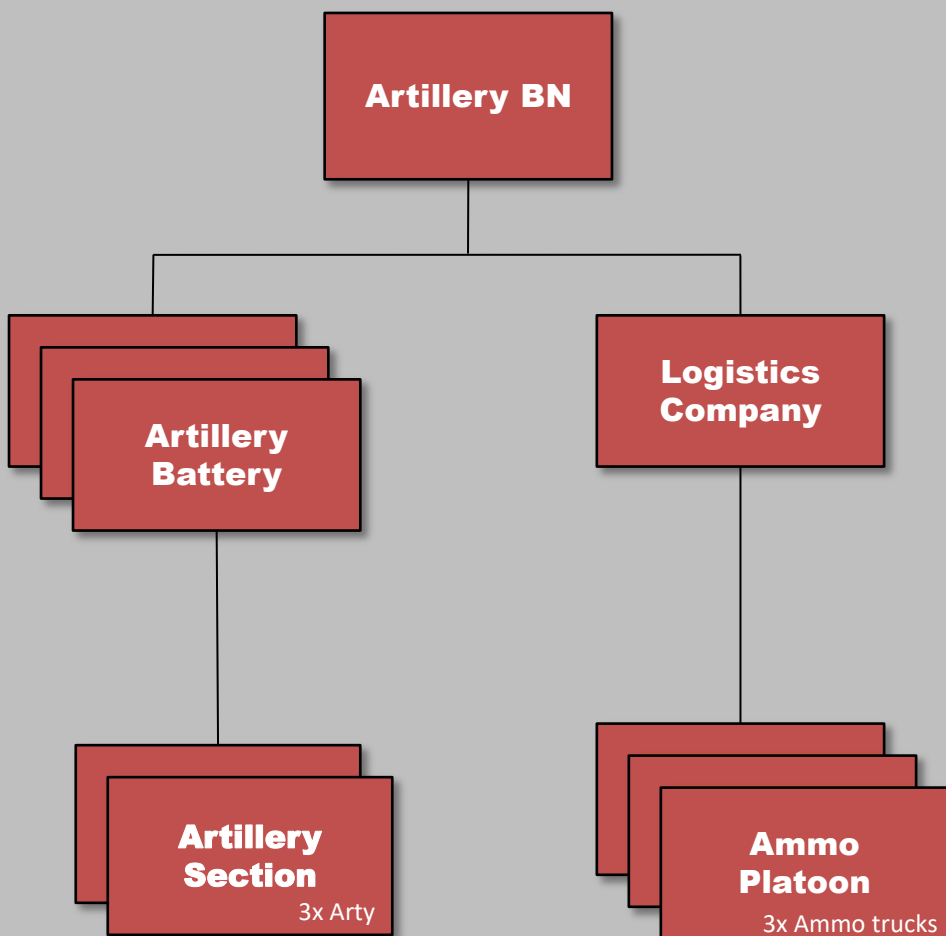 Artillery BN
Artillery
Battery
Logistics
Company
Artillery
Section
3x Arty
Ammo
Platoon
3x Ammo trucks